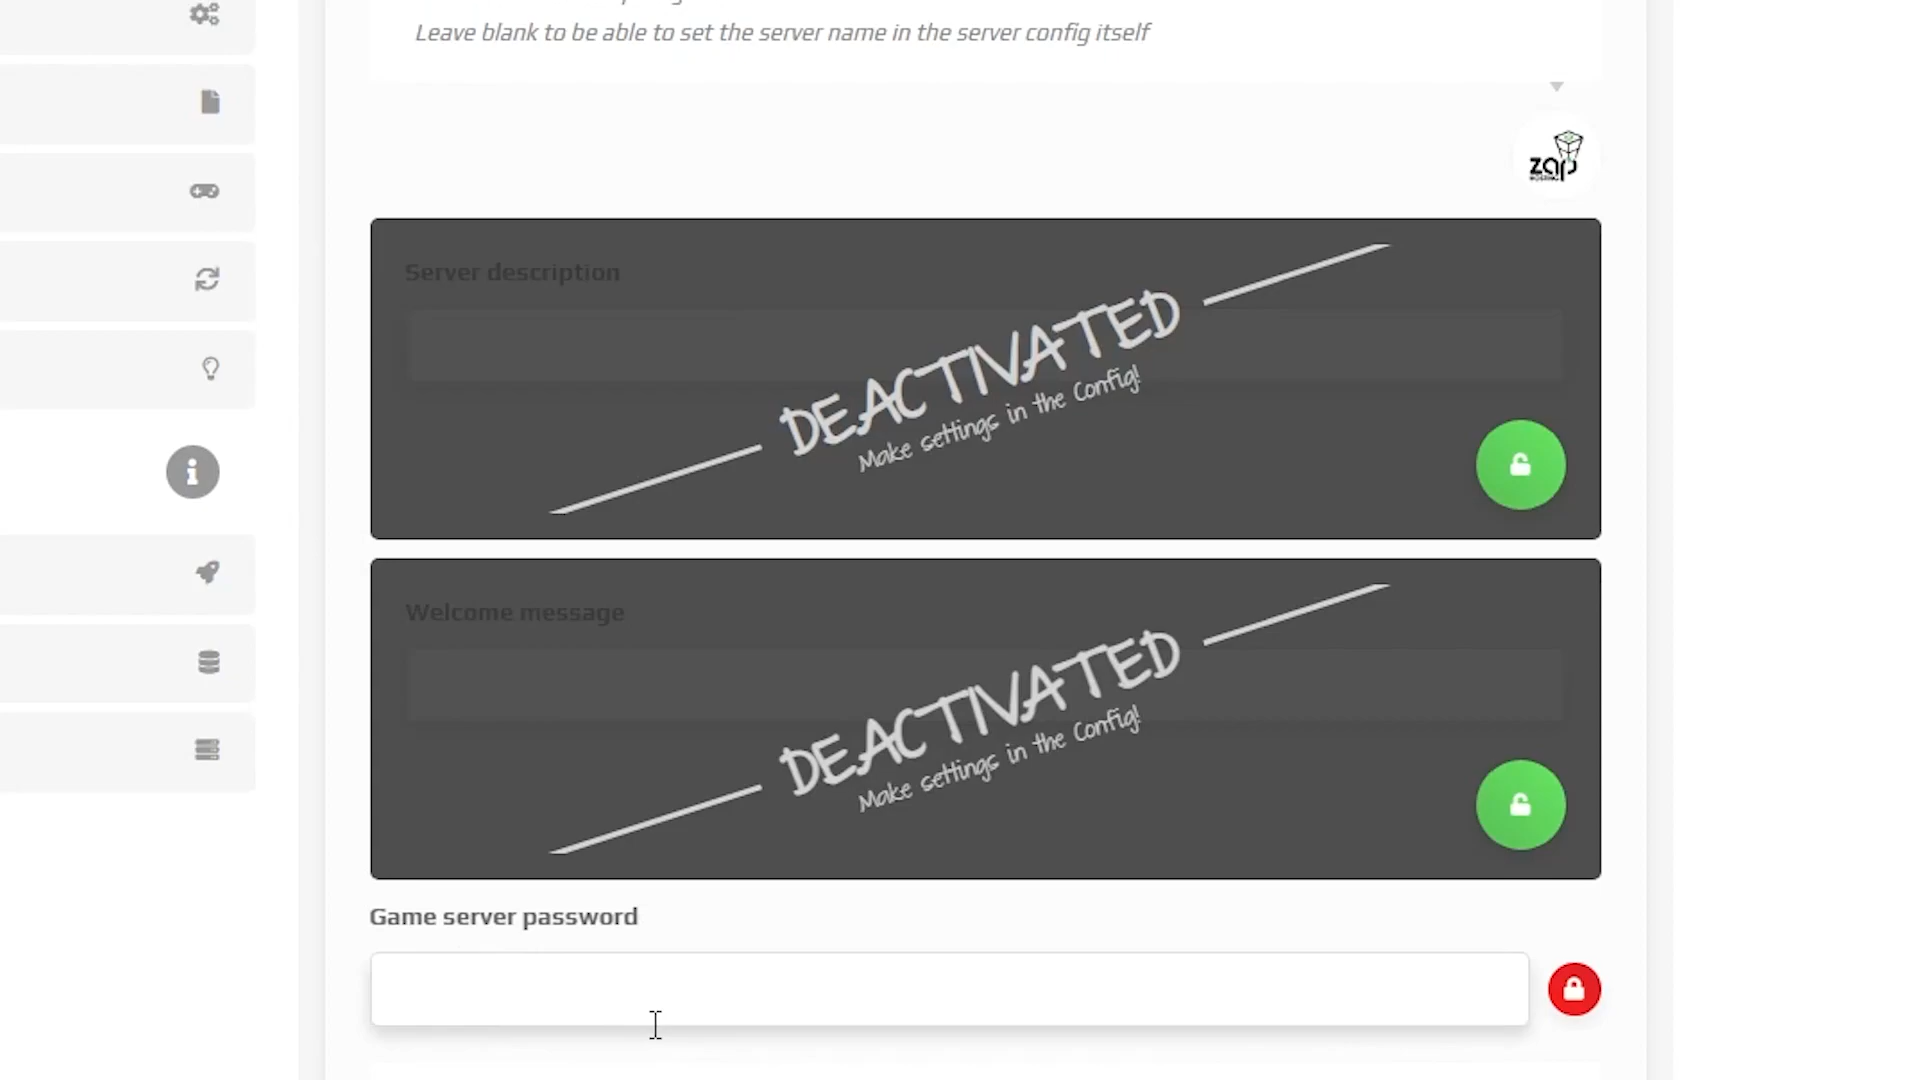 Leave blank to be able to set the server name in the server config itself
zap
HOSTING
Server description
DEACTIVATED
Make settings in the Config!
Welcome message
DEACTIVATED
Make settings in the Config!
Game server password